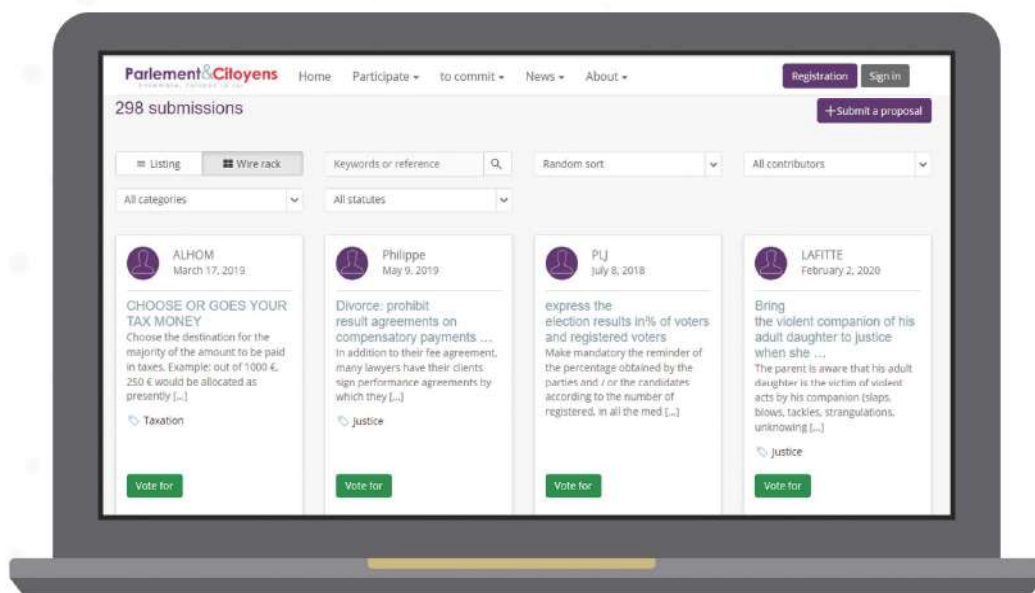 Parlement&Citoyens Home Participate to commit News About Registration Sign in
298 submissions +Submit a proposal
Listing Wire rack Keywords or reference Random sort All contributors
All categories All statutes
ALHOM
March 17, 2019
CHOOSE OR GOES YOUR
TAX MONEY
Choose the destination for the
majority of the amount to be paid
in taxes. Example: out of 1000 €,
250 € would be allocated as
presently [...]
Taxation
Vote for
Philippe
May 9, 2019
Divorce: prohibit
result agreements on
compensatory payments ...
In addition to their fee agreement,
many lawyers have their clients
sign performance agreements by
which they [...]
Justice
Vote for
PLJ
July 8, 2018
express the
election results in% of voters
and registered voters
Make mandatory the reminder of
the percentage obtained by the
parties and / or the candidates
according to the number of
registered, in all the med [...]
Vote for
LAFITTE
February 2, 2020
Bring
the violent companion of his
adult daughter to justice
when she ...
The parent is aware that his adult
daughter is the victim of violent
acts by his companion (slaps,
blows, tackles, strangulations,
unknowing [...]
Justice
Vote for